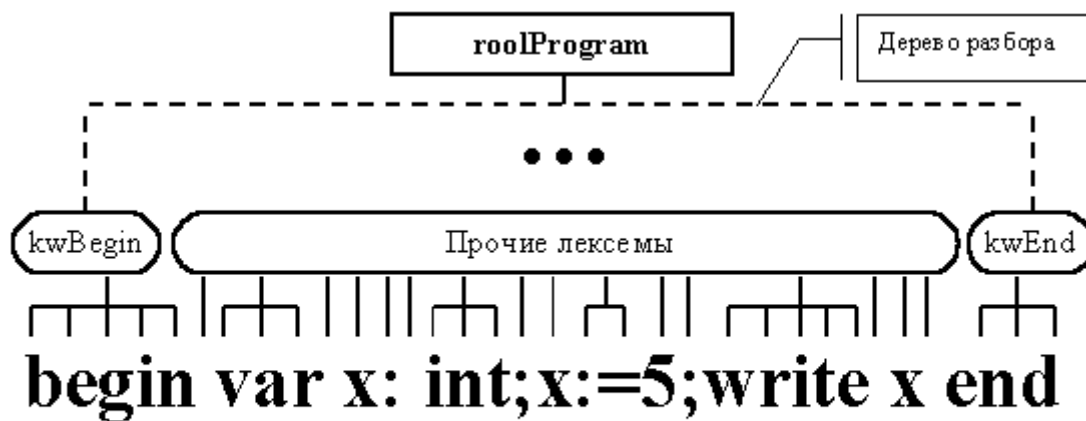 roolProgram
Дерево разбора
kwBegin
Прочие лексемы
kwEnd
begin var x: int;x:=5;write x end